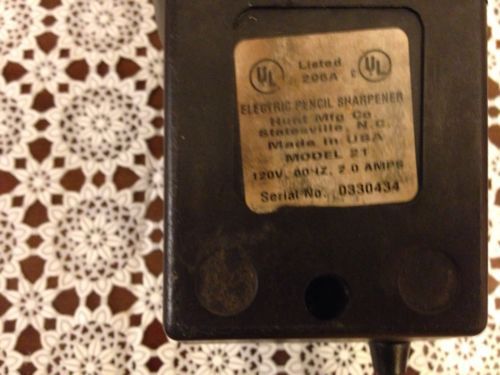 UL Listed c UL
206A
ELECTRIC PENCIL SHARPENER
Hunt Mfg Co.
Statesville, N.C.
Made in USA
MODEL 21
120V, 60HZ, 2.0 AMPS
Serial No. 0330434